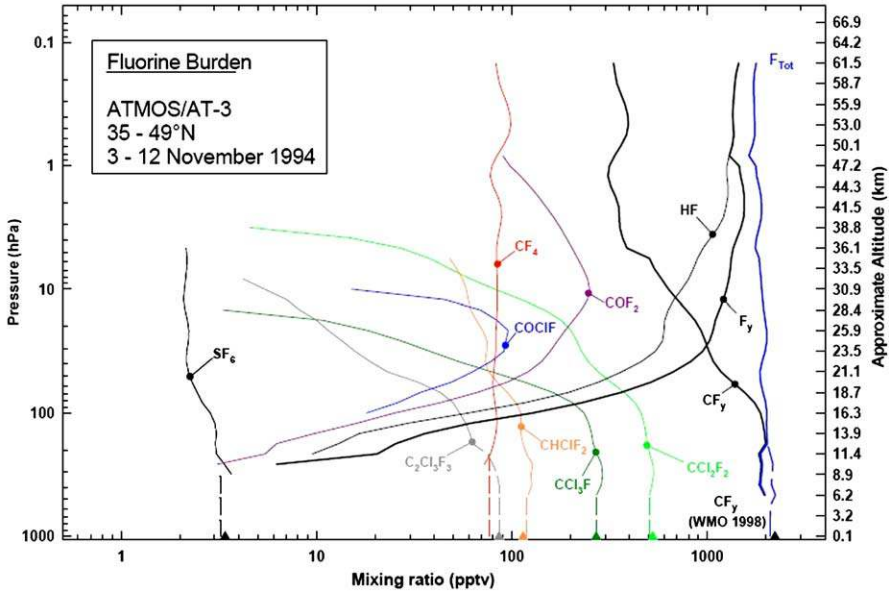 Fluorine Burden
ATMOS/AT-3
35 - 49°N
3 - 12 November 1994
Pressure (hPa)
0.1
1
10
100
1000
Mixing ratio (pptv)
1
10
100
1000
Approximate Altitude (km)
66.9
64.2
61.5
58.7
55.9
53.0
50.1
47.2
44.3
41.5
38.8
36.1
33.5
30.9
28.4
25.9
23.5
21.1
18.7
16.3
13.9
11.4
8.9
6.2
3.2
0.1
F_Tot
HF
CF₄
COF₂
F_y
COClF
SF₆
CF_y
CHClF₂
C₂Cl₃F₃
CCl₂F₂
CCl₃F
CF_y
(WMO 1998)